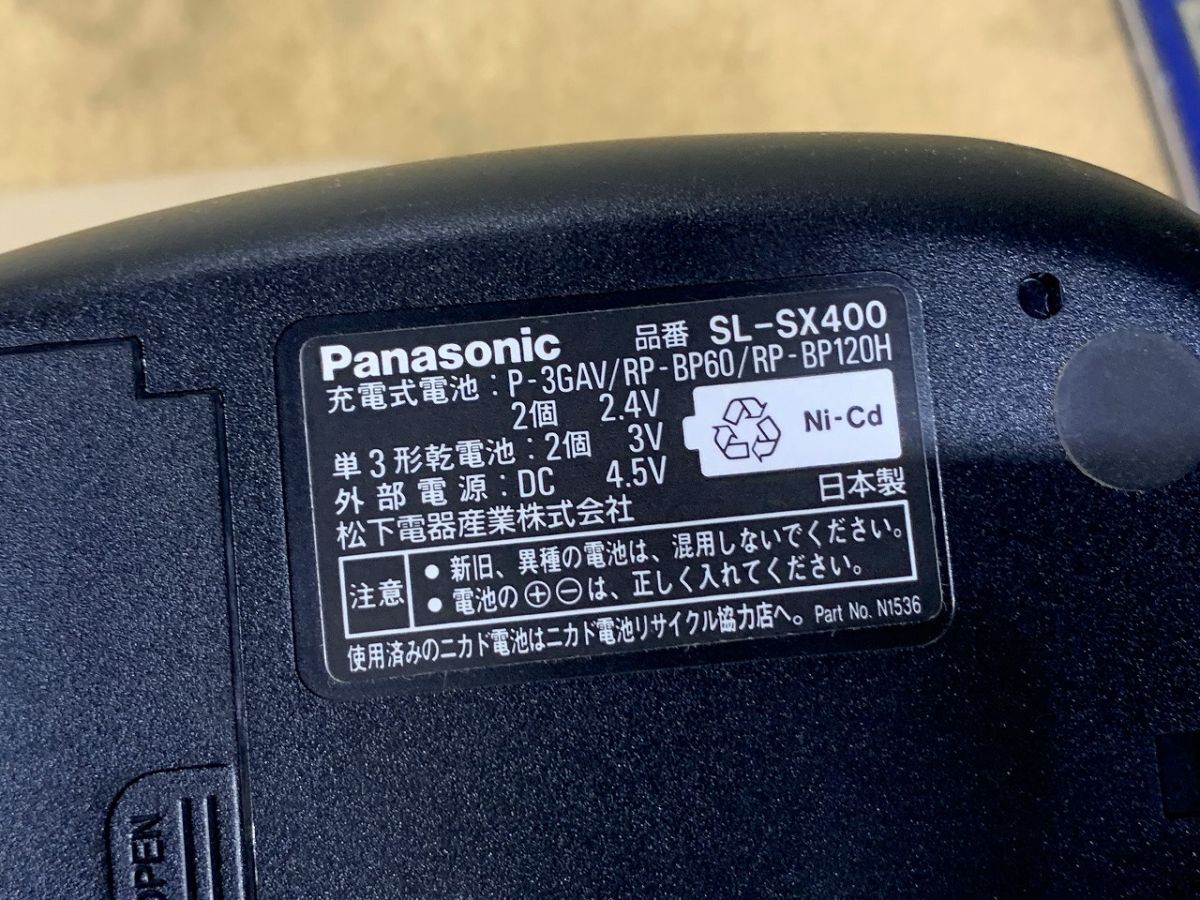 Panasonic 品番 SL-SX400
充電式電池:P-3GAV/RP-BP60/RP-BP120H
2個 2.4V
単3形乾電池:2個 3V
外部電源:DC 4.5V
Ni-Cd
松下電器産業株式会社 日本製
注意
● 新旧、異種の電池は、混用しないでください。
● 電池の⊕⊖は、正しく入れてください。
使用済みのニカド電池はニカド電池リサイクル協力店へ。 Part No. N1536
OPEN